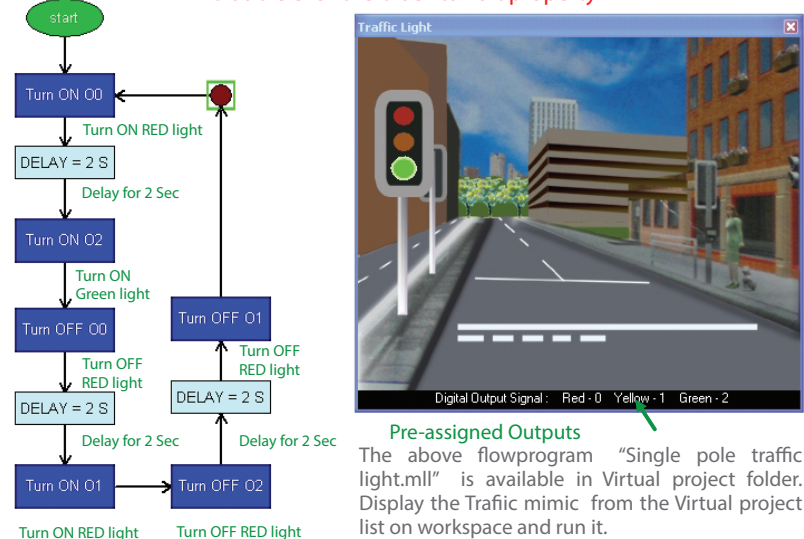 start
Turn ON O0
Turn ON RED light
DELAY = 2 S
Delay for 2 Sec
Turn ON O2
Turn ON
Green light
Turn OFF O0
Turn OFF
RED light
DELAY = 2 S
Delay for 2 Sec
Turn ON O1
Turn ON RED light
Turn OFF O2
Turn OFF RED light
Delay for 2 Sec
DELAY = 2 S
Turn OFF
RED light
Turn OFF O1
Traffic Light
Digital Output Signal : Red - 0 Yellow - 1 Green - 2
Pre-assigned Outputs
The above flowprogram "Single pole traffic
light.mll" is available in Virtual project folder.
Display the Trafiic mimic from the Virtual project
list on workspace and run it.